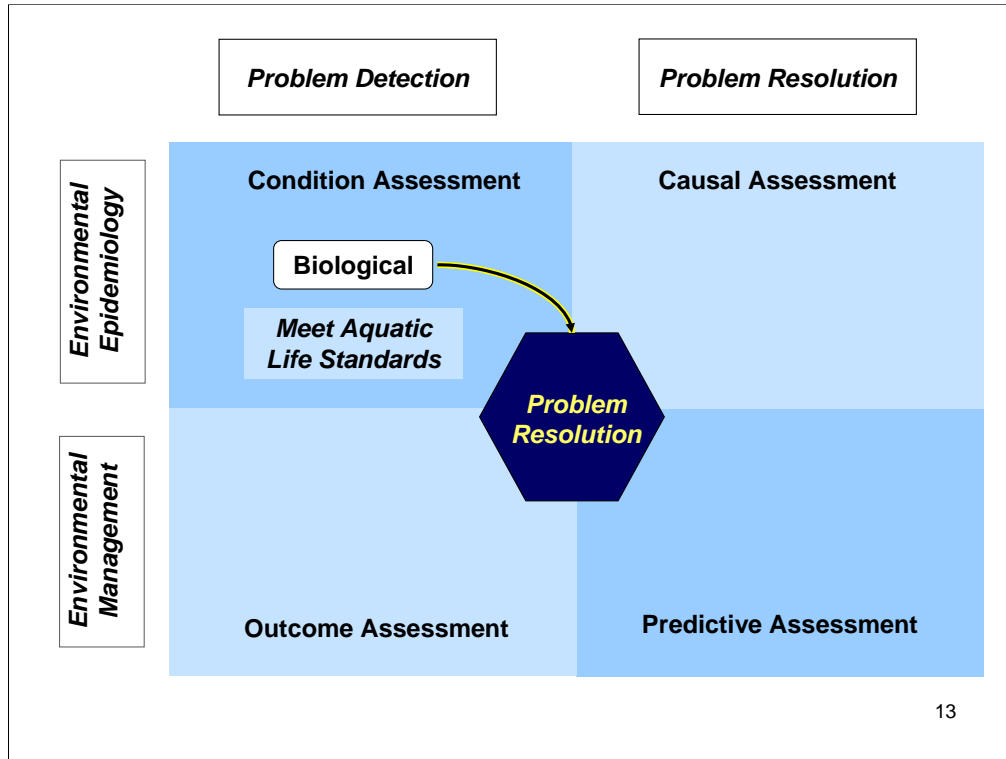 Problem Detection
Problem Resolution
Environmental
Epidemiology
Condition Assessment
Causal Assessment
Biological
Meet Aquatic
Life Standards
Problem
Resolution
Environmental
Management
Outcome Assessment
Predictive Assessment
13